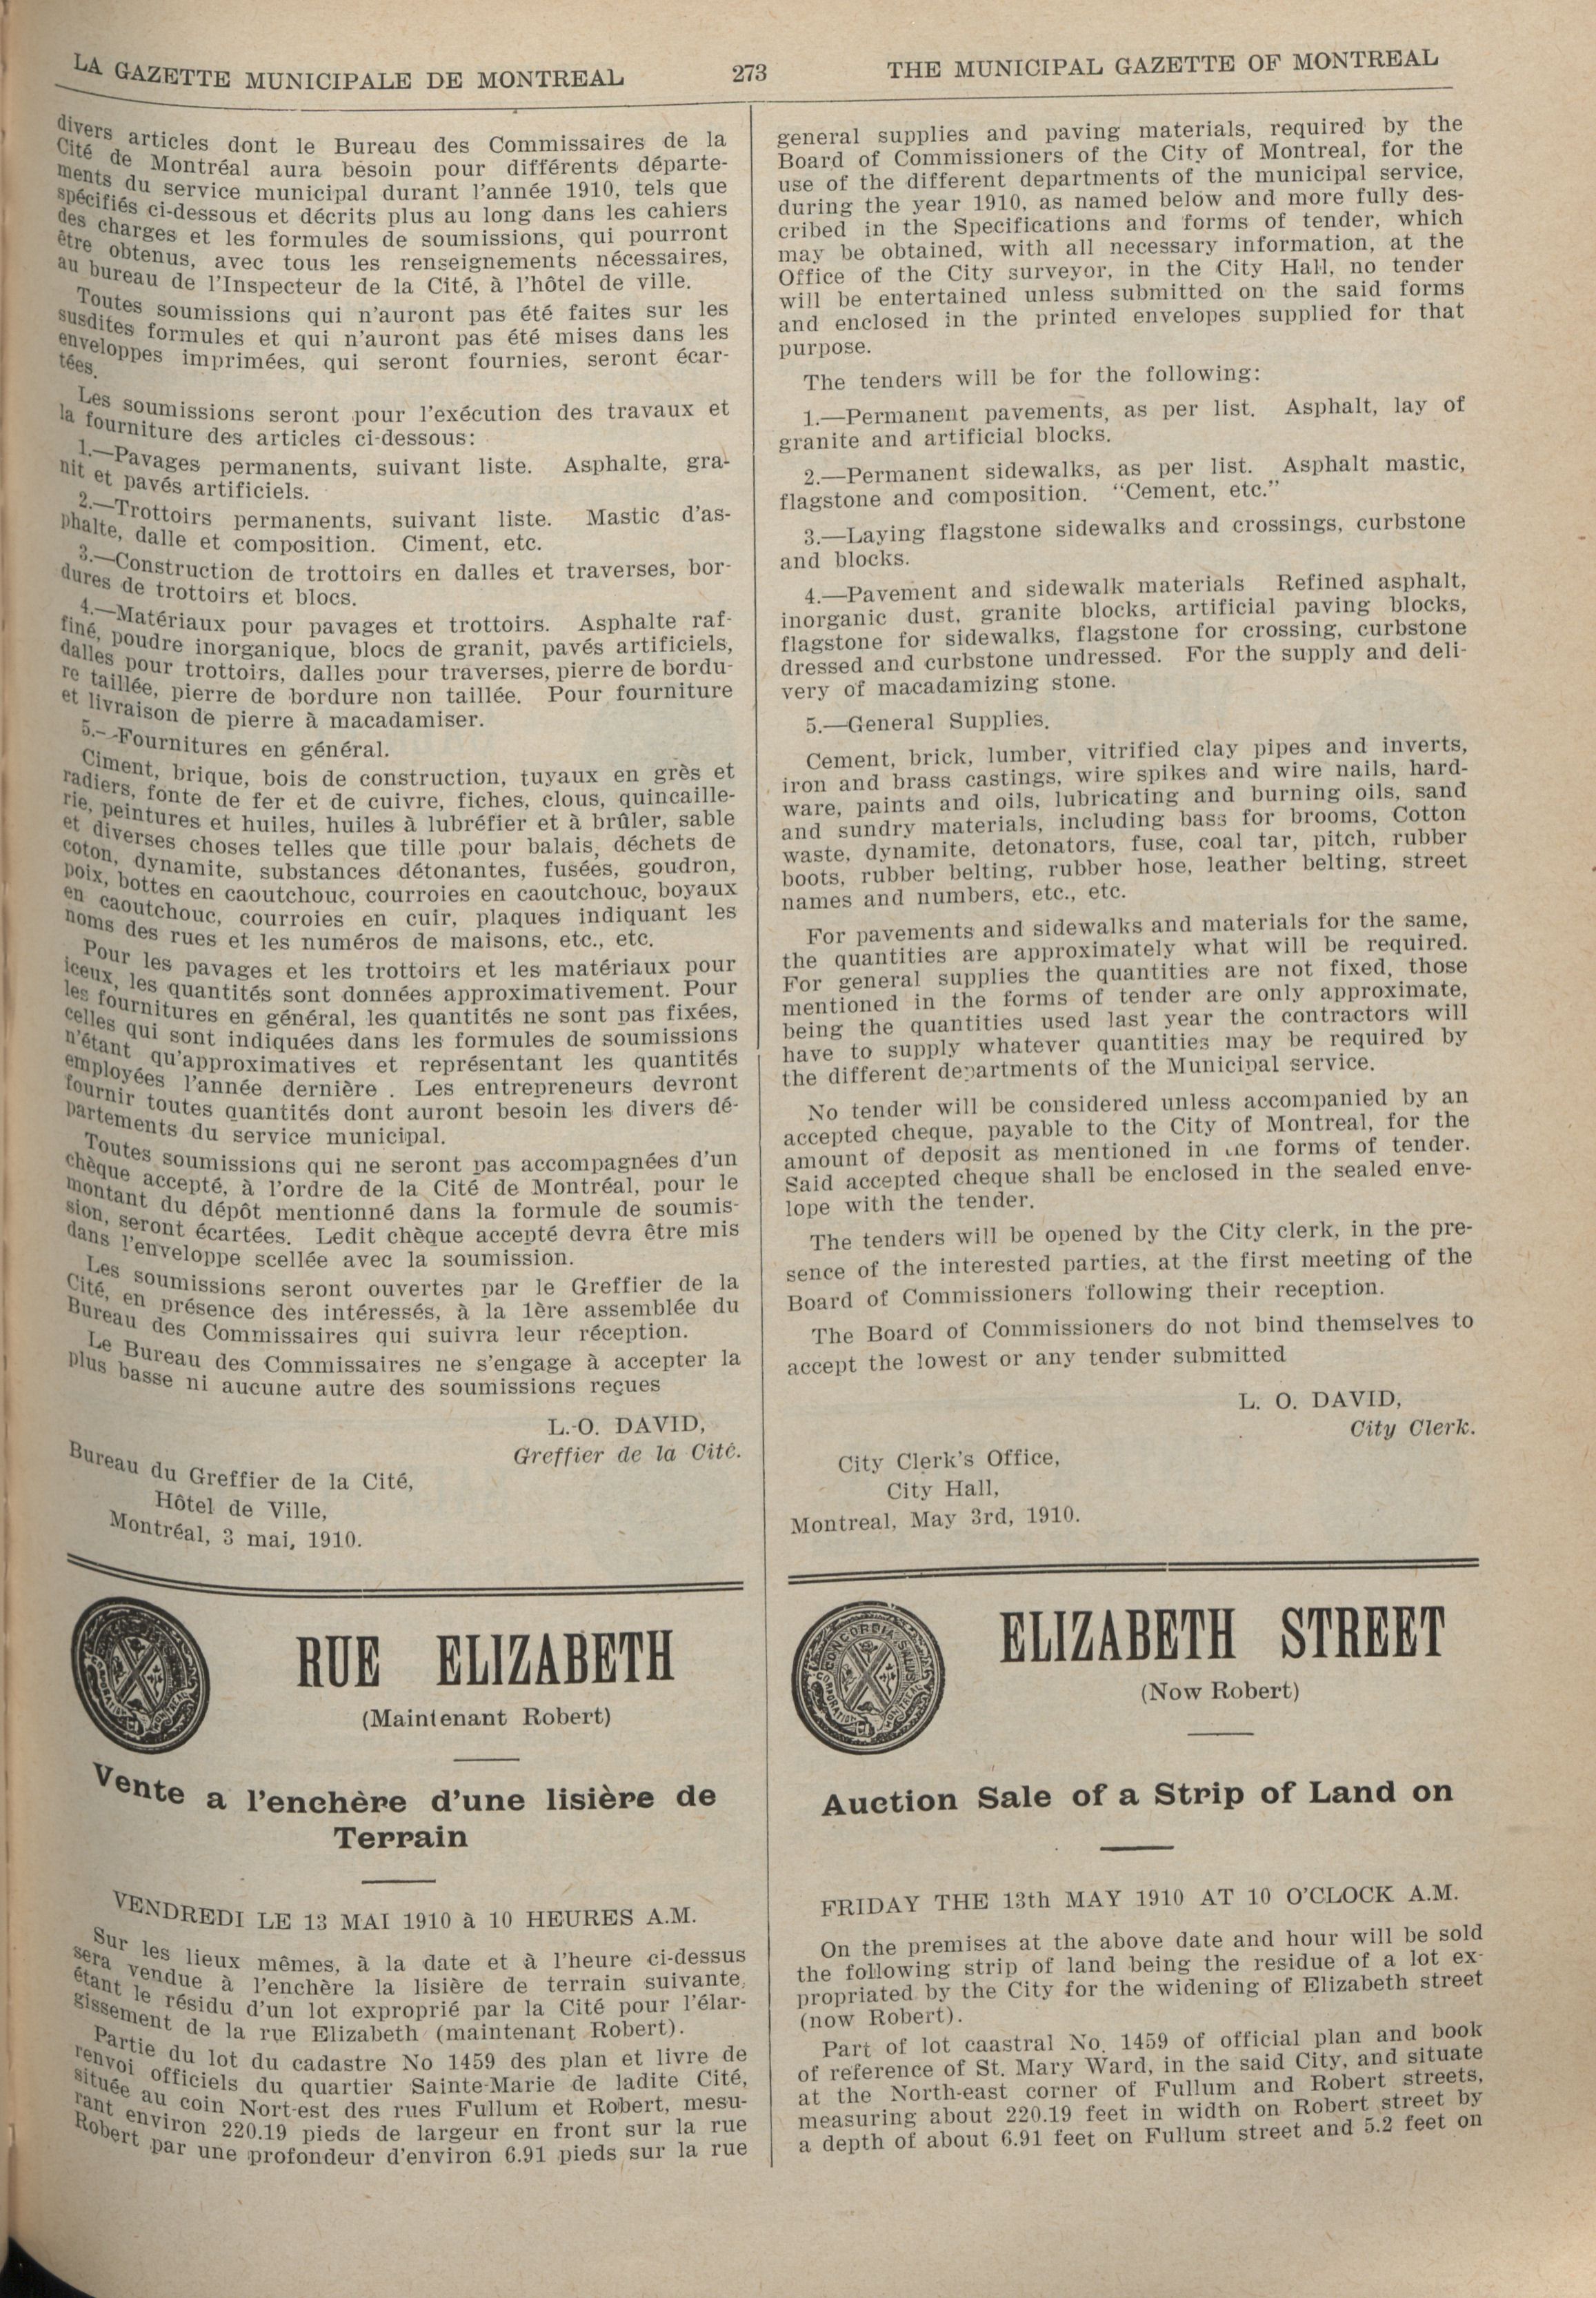 LA GAZETTE MUNICIPALE DE MONTREAL
273
THE MUNICIPAL GAZETTE OF MONTREAL
divers articles dont le Bureau des Commissaires de la
Cité de Montréal aura besoin pour différents départe-
ments du service municipal durant l'année 1910, tels que
spécifiés ci-dessous et décrits plus au long dans les cahiers
des charges et les formules de soumissions, qui pourront
être obtenus, avec tous les renseignements nécessaires,
au bureau de l'Inspecteur de la Cité, à l'hôtel de ville.
Toutes soumissions qui n'auront pas été faites sur les
susdites formules et qui n'auront pas été mises dans les
enveloppes imprimées, qui seront fournies, seront écar-
tées.
Les soumissions seront pour l'exécution des travaux et
la fourniture des articles ci-dessous:
1.—Pavages permanents, suivant liste. Asphalte, gra-
nit et pavés artificiels.
2.—Trottoirs permanents, suivant liste. Mastic d'as-
phalte, dalle et composition. Ciment, etc.
3.—Construction de trottoirs en dalles et traverses, bor-
dures de trottoirs et blocs.
4.—Matériaux pour pavages et trottoirs. Asphalte raf-
finé, poudre inorganique, blocs de granit, pavés artificiels,
dalles pour trottoirs, dalles pour traverses, pierre de bordu-
re taillée, pierre de bordure non taillée. Pour fourniture
et livraison de pierre à macadamiser.
5.--Fournitures en général.
Ciment, brique, bois de construction, tuyaux en grès et
radiers, fonte de fer et de cuivre, fiches, clous, quincaille-
rie, peintures et huiles, huiles à lubréfier et à brûler, sable
et diverses choses telles que tille pour balais, déchets de
coton, dynamite, substances détonantes, fusées, goudron,
poix, bottes en caoutchouc, courroies en caoutchouc, boyaux
en caoutchouc, courroies en cuir, plaques indiquant les
noms des rues et les numéros de maisons, etc., etc.
Pour les pavages et les trottoirs et les matériaux pour
iceux, les quantités sont données approximativement. Pour
les fournitures en général, les quantités ne sont pas fixées,
celles qui sont indiquées dans les formules de soumissions
n'étant qu'approximatives et représentant les quantités
employées l'année dernière . Les entrepreneurs devront
fournir toutes quantités dont auront besoin les divers dé-
partements du service municipal.
Toutes soumissions qui ne seront pas accompagnées d'un
chèque accepté, à l'ordre de la Cité de Montréal, pour le
montant du dépôt mentionné dans la formule de soumis-
sion, seront écartées. Ledit chèque accepté devra être mis
dans l'enveloppe scellée avec la soumission.
Les soumissions seront ouvertes par le Greffier de la
Cité, en présence des intéressés, à la 1ère assemblée du
Bureau des Commissaires qui suivra leur réception.
Le Bureau des Commissaires ne s'engage à accepter la
plus basse ni aucune autre des soumissions reçues
L.-O. DAVID,
Greffier de la Cité.
Bureau du Greffier de la Cité,
Hôtel de Ville,
Montréal, 3 mai, 1910.
RUE ELIZABETH
(Maintenant Robert)
Vente a l'enchère d'une lisière de
Terrain
VENDREDI LE 13 MAI 1910 à 10 HEURES A.M.
Sur les lieux mêmes, à la date et à l'heure ci-dessus
sera vendue à l'enchère la lisière de terrain suivante,
étant le résidu d'un lot exproprié par la Cité pour l'élar-
gissement de la rue Elizabeth (maintenant Robert).
Partie du lot du cadastre No 1459 des plan et livre de
renvoi officiels du quartier Sainte-Marie de ladite Cité,
située au coin Nort-est des rues Fullum et Robert, mesu-
rant environ 220.19 pieds de largeur en front sur la rue
Robert par une profondeur d'environ 6.91 pieds sur la rue
general supplies and paving materials, required by the
Board of Commissioners of the City of Montreal, for the
use of the different departments of the municipal service,
during the year 1910, as named below and more fully des-
cribed in the Specifications and forms of tender, which
may be obtained, with all necessary information, at the
Office of the City surveyor, in the City Hall, no tender
will be entertained unless submitted on the said forms
and enclosed in the printed envelopes supplied for that
purpose.
The tenders will be for the following:
1.—Permanent pavements, as per list. Asphalt, lay of
granite and artificial blocks.
2.—Permanent sidewalks, as per list. Asphalt mastic,
flagstone and composition. "Cement, etc."
3.—Laying flagstone sidewalks and crossings, curbstone
and blocks.
4.—Pavement and sidewalk materials Refined asphalt,
inorganic dust, granite blocks, artificial paving blocks,
flagstone for sidewalks, flagstone for crossing, curbstone
dressed and curbstone undressed. For the supply and deli-
very of macadamizing stone.
5.—General Supplies.
Cement, brick, lumber, vitrified clay pipes and inverts,
iron and brass castings, wire spikes and wire nails, hard-
ware, paints and oils, lubricating and burning oils, sand
and sundry materials, including bass for brooms, Cotton
waste, dynamite, detonators, fuse, coal tar, pitch, rubber
boots, rubber belting, rubber hose, leather belting, street
names and numbers, etc., etc.
For pavements and sidewalks and materials for the same,
the quantities are approximately what will be required.
For general supplies the quantities are not fixed, those
mentioned in the forms of tender are only approximate,
being the quantities used last year the contractors will
have to supply whatever quantities may be required by
the different departments of the Municipal service.
No tender will be considered unless accompanied by an
accepted cheque, payable to the City of Montreal, for the
amount of deposit as mentioned in the forms of tender.
Said accepted cheque shall be enclosed in the sealed enve-
lope with the tender.
The tenders will be opened by the City clerk, in the pre-
sence of the interested parties, at the first meeting of the
Board of Commissioners following their reception.
The Board of Commissioners do not bind themselves to
accept the lowest or any tender submitted
L. O. DAVID,
City Clerk.
City Clerk's Office,
City Hall,
Montreal, May 3rd, 1910.
CONCORDIA SALUS
ELIZABETH STREET
(Now Robert)
Auction Sale of a Strip of Land on
FRIDAY THE 13th MAY 1910 AT 10 O'CLOCK A.M.
On the premises at the above date and hour will be sold
the following strip of land being the residue of a lot ex-
propriated by the City for the widening of Elizabeth street
(now Robert).
Part of lot caastral No. 1459 of official plan and book
of reference of St. Mary Ward, in the said City, and situate
at the North-east corner of Fullum and Robert streets,
measuring about 220.19 feet in width on Robert street by
a depth of about 6.91 feet on Fullum street and 5.2 feet on